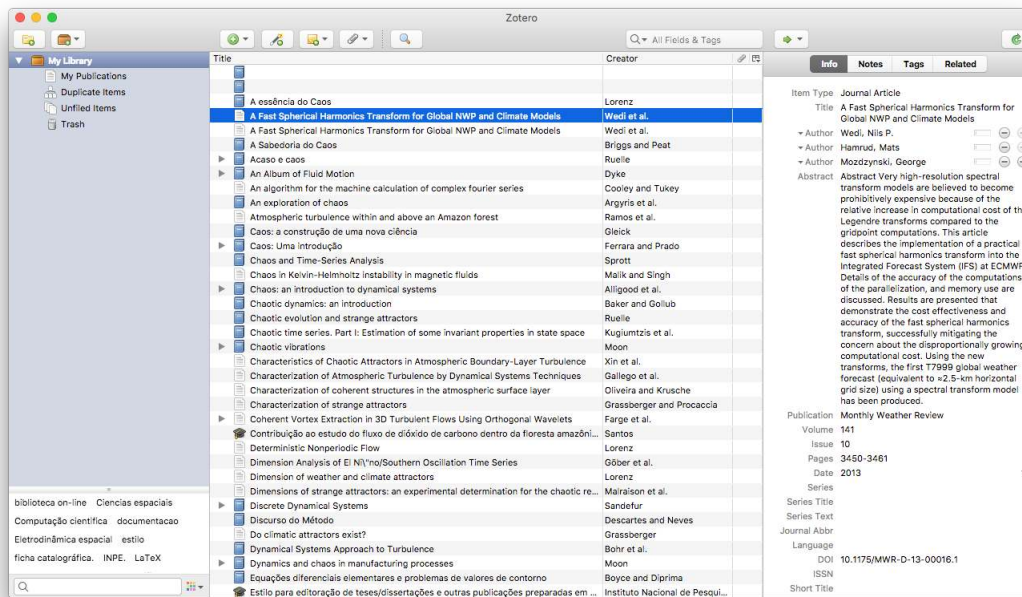 Zotero
All Fields & Tags
My Library
My Publications
Duplicate Items
Unfiled Items
Trash
biblioteca on-line Ciencias espaciais
Computação cientifica documentacao
Eletrodinâmica espacial estilo
ficha catalográfica. INPE. LaTeX
Title Creator
A essência do Caos Lorenz
A Fast Spherical Harmonics Transform for Global NWP and Climate Models Wedi et al.
A Fast Spherical Harmonics Transform for Global NWP and Climate Models Wedi et al.
A Sabedoria do Caos Briggs and Peat
Acaso e caos Ruelle
An Album of Fluid Motion Dyke
An algorithm for the machine calculation of complex fourier series Cooley and Tukey
An exploration of chaos Argyris et al.
Atmospheric turbulence within and above an Amazon forest Ramos et al.
Caos: a construção de uma nova ciência Gleick
Caos: Uma introdução Ferrara and Prado
Chaos and Time-Series Analysis Sprott
Chaos in Kelvin-Helmholtz instability in magnetic fluids Malik and Singh
Chaos: an introduction to dynamical systems Alligood et al.
Chaotic dynamics: an introduction Baker and Gollub
Chaotic evolution and strange attractors Ruelle
Chaotic time series. Part I: Estimation of some invariant properties in state space Kugiumtzis et al.
Chaotic vibrations Moon
Characteristics of Chaotic Attractors in Atmospheric Boundary-Layer Turbulence Xin et al.
Characterization of Atmospheric Turbulence by Dynamical Systems Techniques Gallego et al.
Characterization of coherent structures in the atmospheric surface layer Oliveira and Krusche
Characterization of strange attractors Grassberger and Procaccia
Coherent Vortex Extraction in 3D Turbulent Flows Using Orthogonal Wavelets Farge et al.
Contribuição ao estudo do fluxo de dióxido de carbono dentro da floresta amazôni... Santos
Deterministic Nonperiodic Flow Lorenz
Dimension Analysis of El Ni\"no/Southern Oscillation Time Series Göber et al.
Dimension of weather and climate attractors Lorenz
Dimensions of strange attractors: an experimental determination for the chaotic re... Malraison et al.
Discrete Dynamical Systems Sandefur
Discurso do Método Descartes and Neves
Do climatic attractors exist? Grassberger
Dynamical Systems Approach to Turbulence Bohr et al.
Dynamics and chaos in manufacturing processes Moon
Equações diferenciais elementares e problemas de valores de contorno Boyce and Diprima
Estilo para editoração de teses/dissertações e outras publicações preparadas em ... Instituto Nacional de Pesqui...
Info Notes Tags Related
Item Type Journal Article
Title A Fast Spherical Harmonics Transform for
Global NWP and Climate Models
Author Wedi, Nils P.
Author Hamrud, Mats
Author Mozdzynski, George
Abstract Abstract Very high-resolution spectral
transform models are believed to become
prohibitively expensive because of the
relative increase in computational cost of th
Legendre transforms compared to the
gridpoint computations. This article
describes the implementation of a practical
fast spherical harmonics transform into the
Integrated Forecast System (IFS) at ECMWF
Details of the accuracy of the computations
of the parallelization, and memory use are
discussed. Results are presented that
demonstrate the cost effectiveness and
accuracy of the fast spherical harmonics
transform, successfully mitigating the
concern about the disproportionally growing
computational cost. Using the new
transforms, the first T7999 global weather
forecast (equivalent to ≈2.5-km horizontal
grid size) using a spectral transform model
has been produced.
Publication Monthly Weather Review
Volume 141
Issue 10
Pages 3450-3461
Date 2013
Series
Series Title
Series Text
Journal Abbr
Language
DOI 10.1175/MWR-D-13-00016.1
ISSN
Short Title